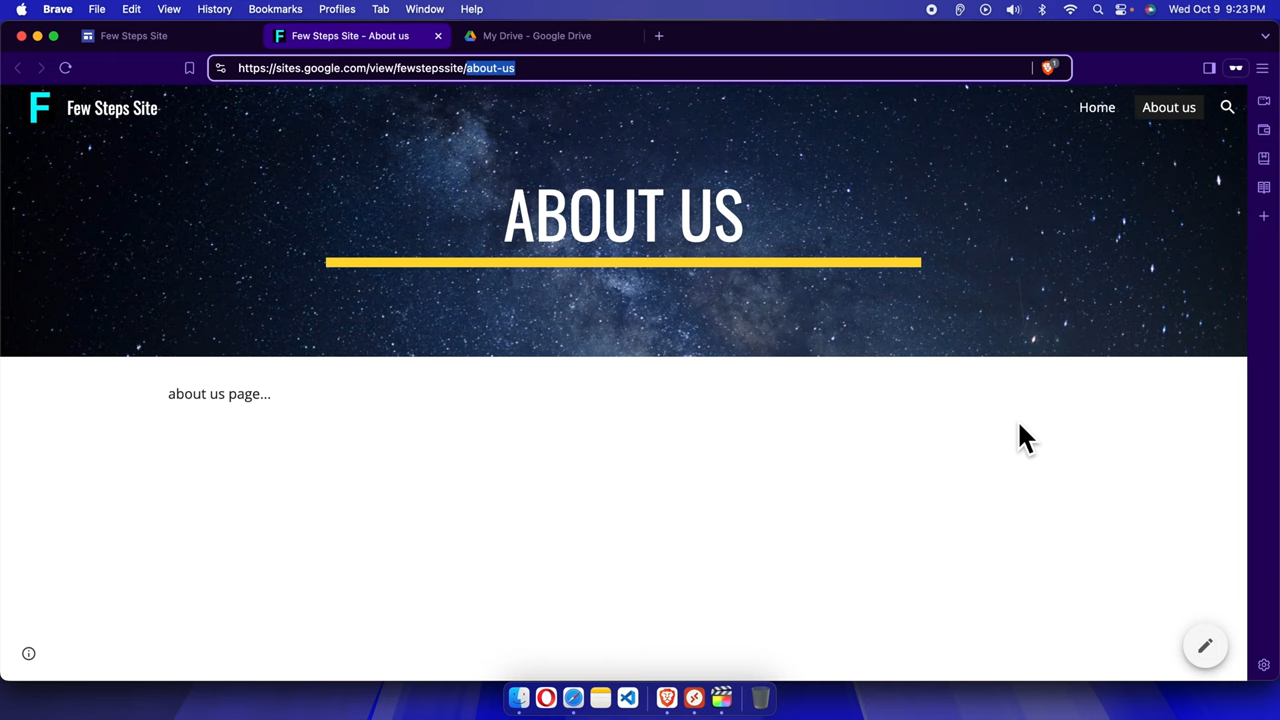 Brave File Edit View History Bookmarks Profiles Tab Window Help Wed Oct 9 9:23 PM
Few Steps Site Few Steps Site - About us My Drive - Google Drive
https://sites.google.com/view/fewstepssite/about-us 1
F Few Steps Site Home About us
ABOUT US
about us page...